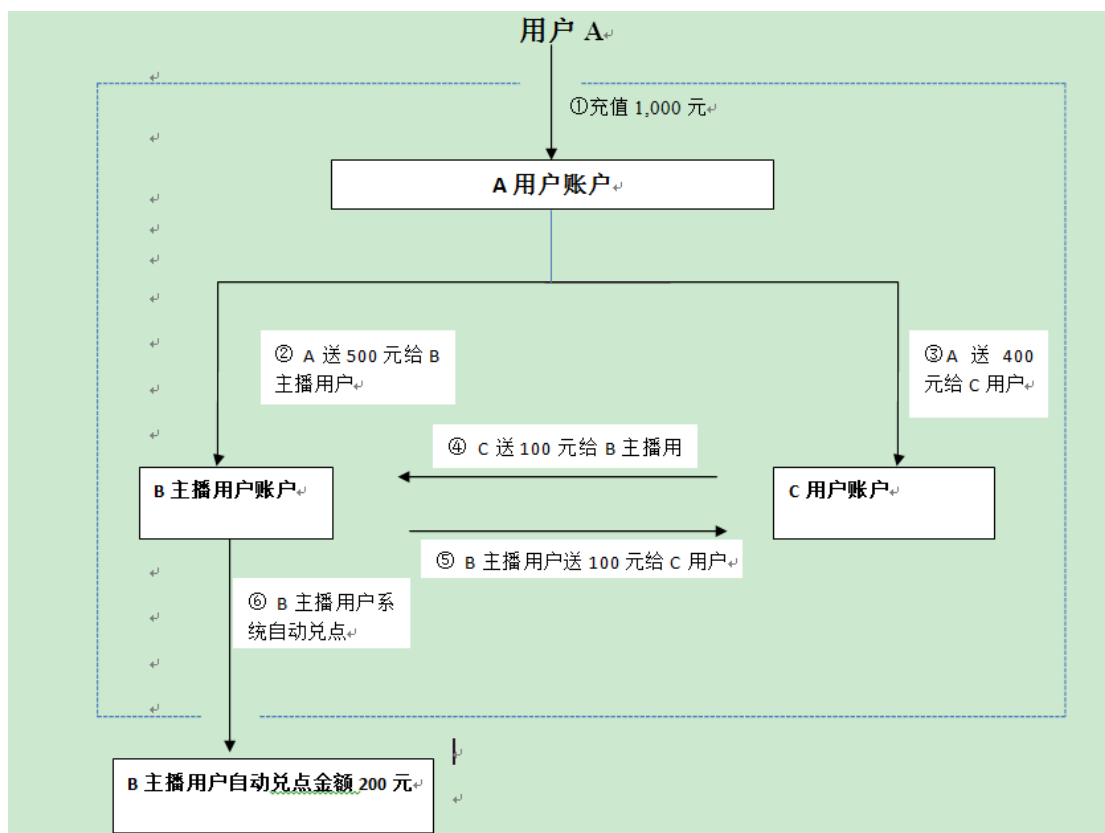 用户 A
①充值 1,000 元
A 用户账户
② A 送 500 元给 B
主播用户
③A 送 400
元给 C 用户
④ C 送 100 元给 B 主播用
B 主播用户账户
C 用户账户
⑤ B 主播用户送 100 元给 C 用户
⑥ B 主播用户系
统自动兑点
B 主播用户自动兑点金额 200 元